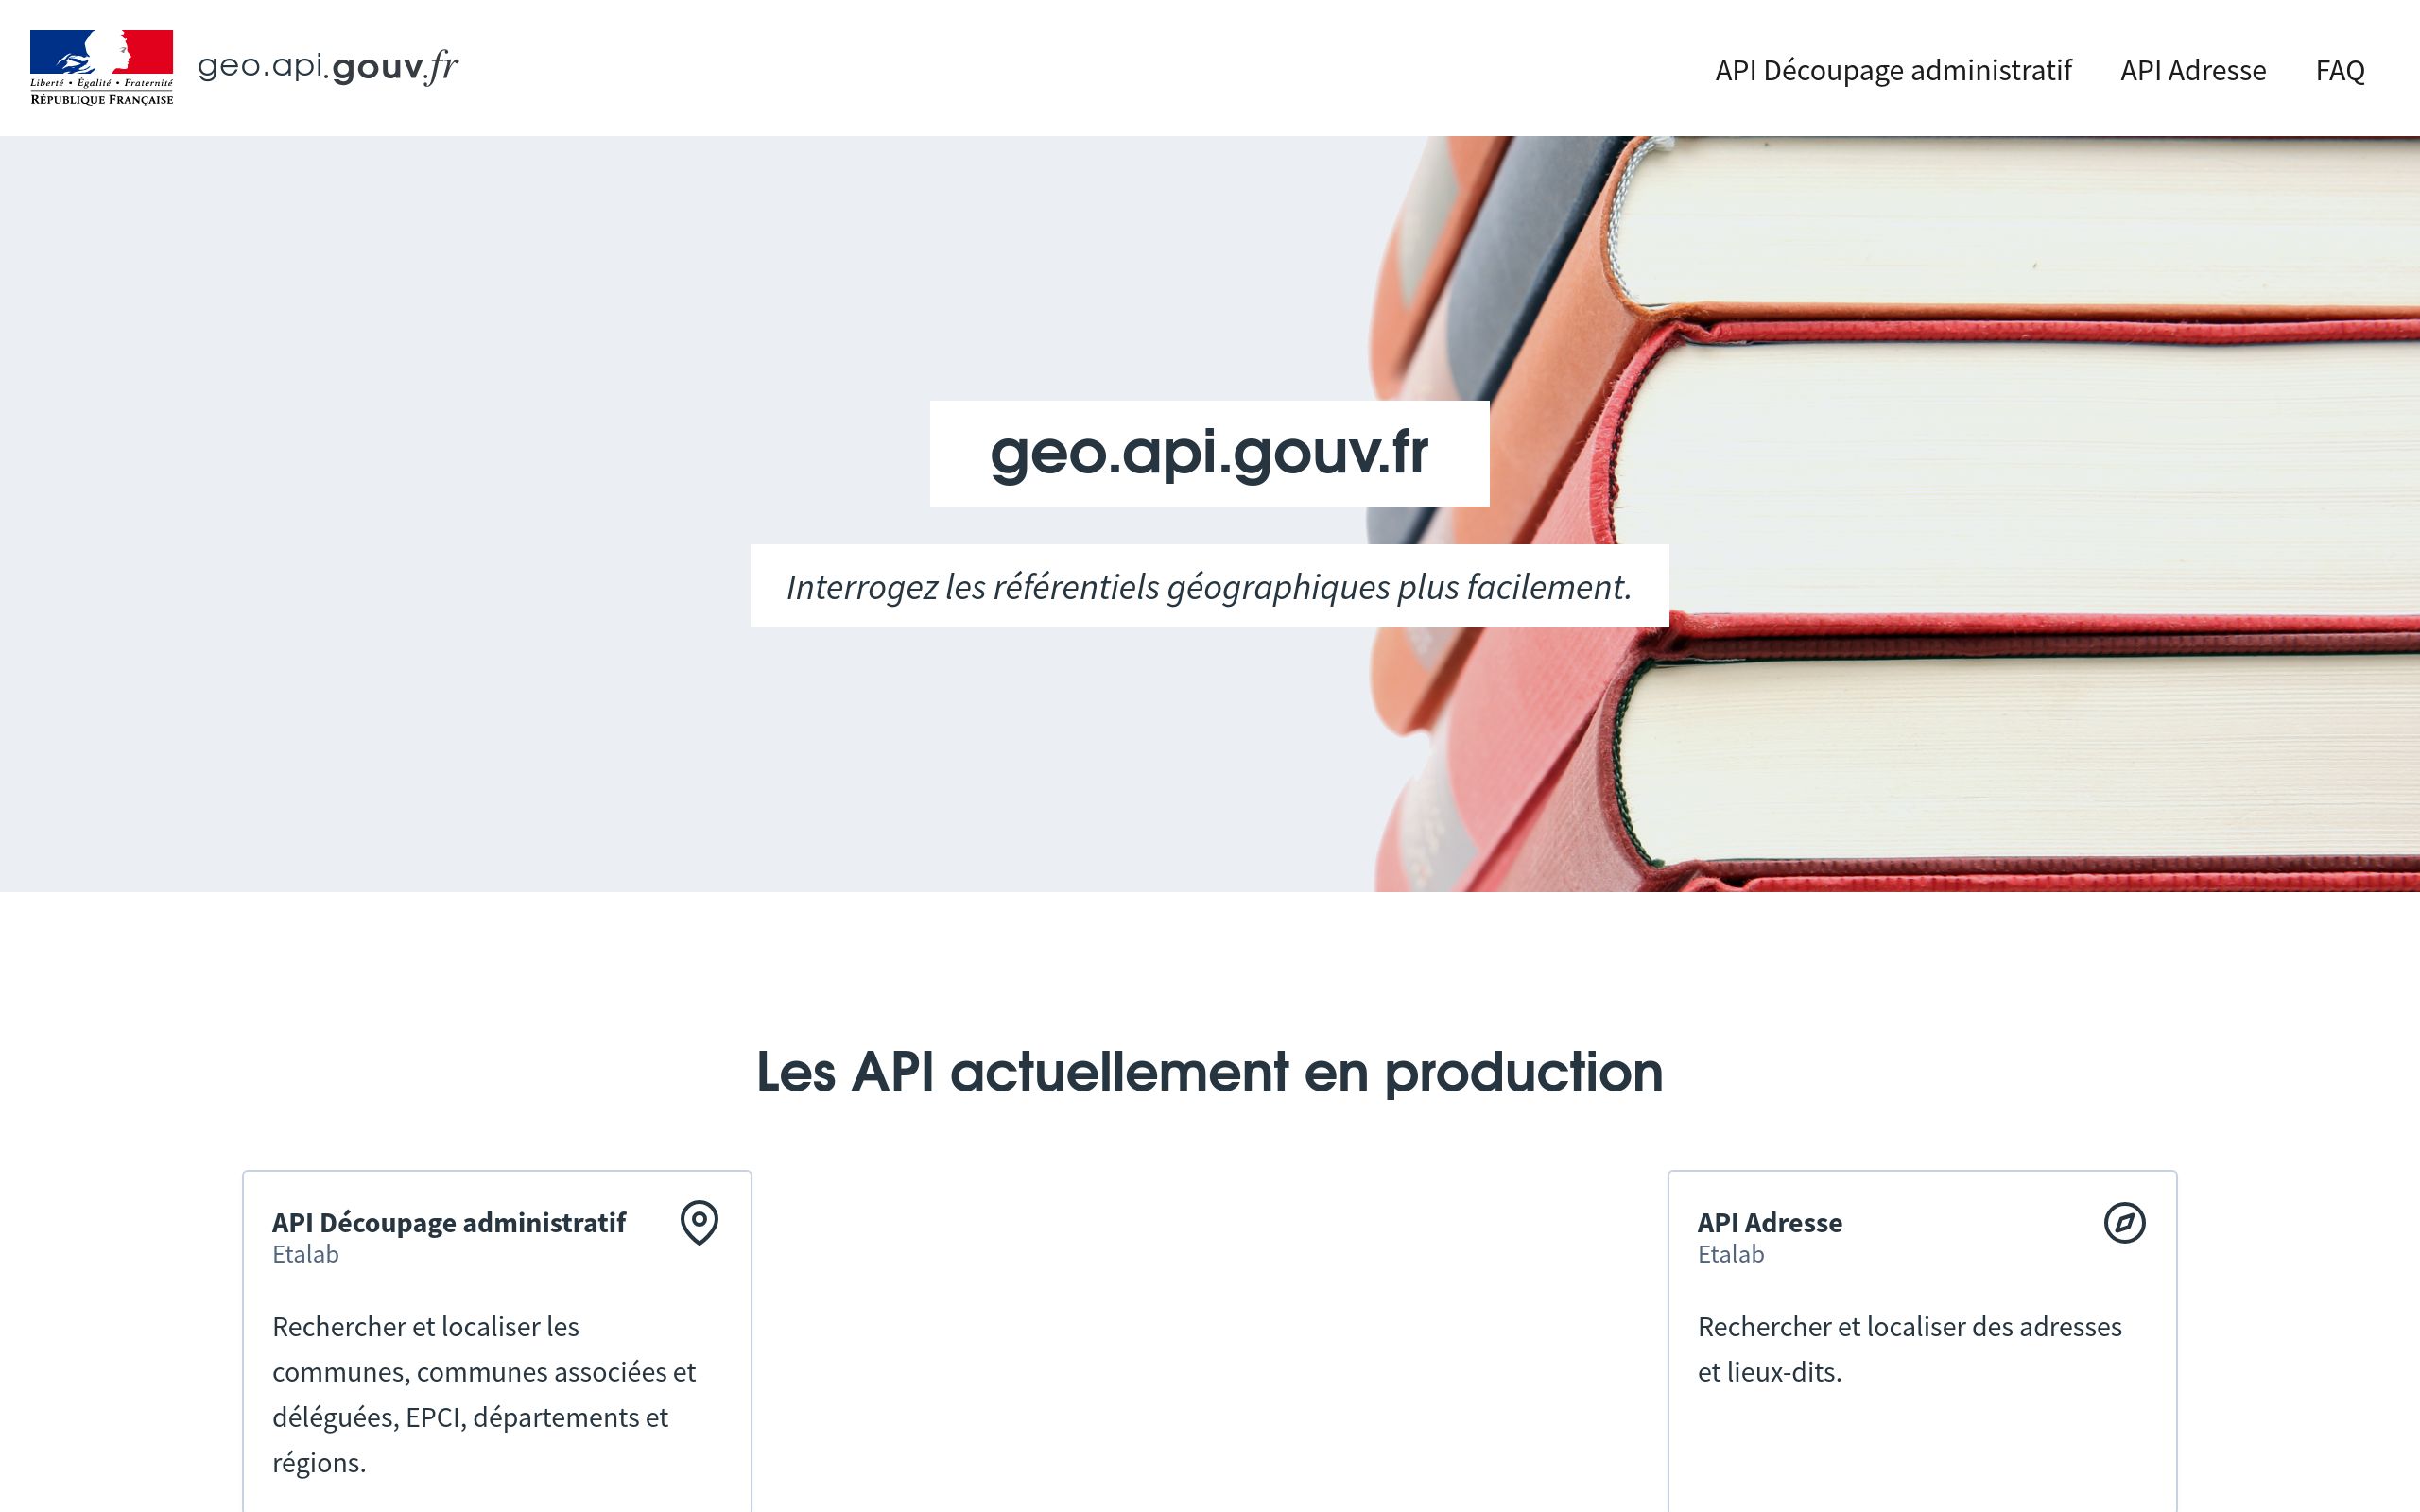 Liberté • Égalité • Fraternité
RÉPUBLIQUE FRANÇAISE
geo.api.gouv.fr
API Découpage administratif
API Adresse
FAQ
geo.api.gouv.fr
Interrogez les référentiels géographiques plus facilement.
Les API actuellement en production
API Découpage administratif
Etalab
Rechercher et localiser les
communes, communes associées et
déléguées, EPCI, départements et
régions.
API Adresse
Etalab
Rechercher et localiser des adresses
et lieux-dits.